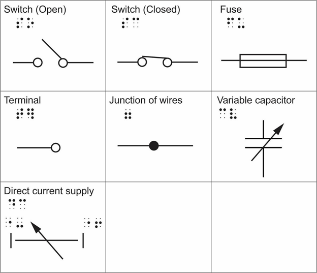 Switch (Open)
Switch (Closed)
Fuse
Terminal
Junction of wires
Variable capacitor
Direct current supply